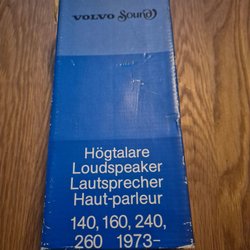 VOLVO Sound
Högtalare
Loudspeaker
Lautsprecher
Haut-parleur
140, 160, 240,
260 1973–